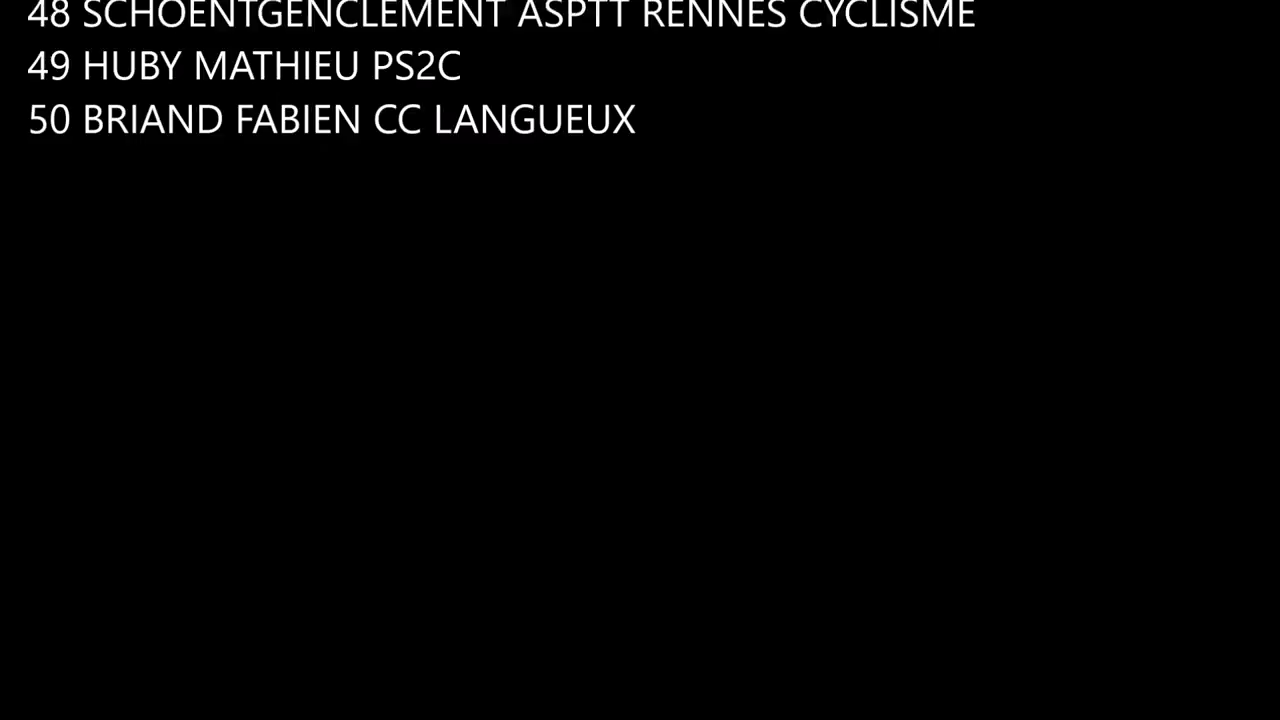 48 SCHOENTGENCLEMENT ASPTT RENNES CYCLISME
49 HUBY MATHIEU PS2C
50 BRIAND FABIEN CC LANGUEUX